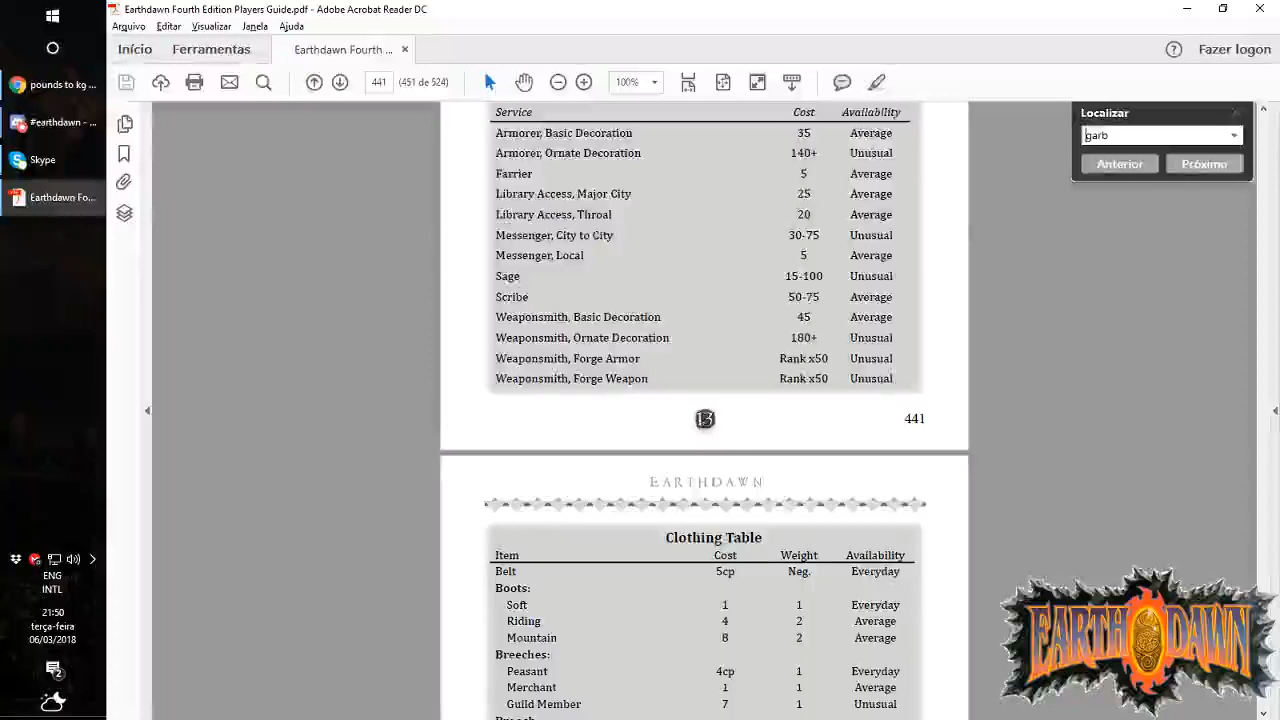 Earthdawn Fourth Edition Players Guide.pdf - Adobe Acrobat Reader DC
Arquivo Editar Visualizar Janela Ajuda
Início Ferramentas Earthdawn Fourth ... × Fazer logon
441 (451 de 524) 100%
pounds to kg ...
#earthdawn - ...
Skype
Earthdawn Fo...
Localizar
garb
Anterior Próximo
Service Cost Availability
Armorer, Basic Decoration 35 Average
Armorer, Ornate Decoration 140+ Unusual
Farrier 5 Average
Library Access, Major City 25 Average
Library Access, Throal 20 Average
Messenger, City to City 30-75 Unusual
Messenger, Local 5 Average
Sage 15-100 Unusual
Scribe 50-75 Average
Weaponsmith, Basic Decoration 45 Average
Weaponsmith, Ornate Decoration 180+ Unusual
Weaponsmith, Forge Armor Rank x50 Unusual
Weaponsmith, Forge Weapon Rank x50 Unusual
13 441
EARTHDAWN
Clothing Table
Item Cost Weight Availability
Belt 5cp Neg. Everyday
Boots:
Soft 1 1 Everyday
Riding 4 2 Average
Mountain 8 2 Average
Breeches:
Peasant 4cp 1 Everyday
Merchant 1 1 Average
Guild Member 7 1 Unusual
ENG
INTL
21:50
terça-feira
06/03/2018
2
EARTHDAWN